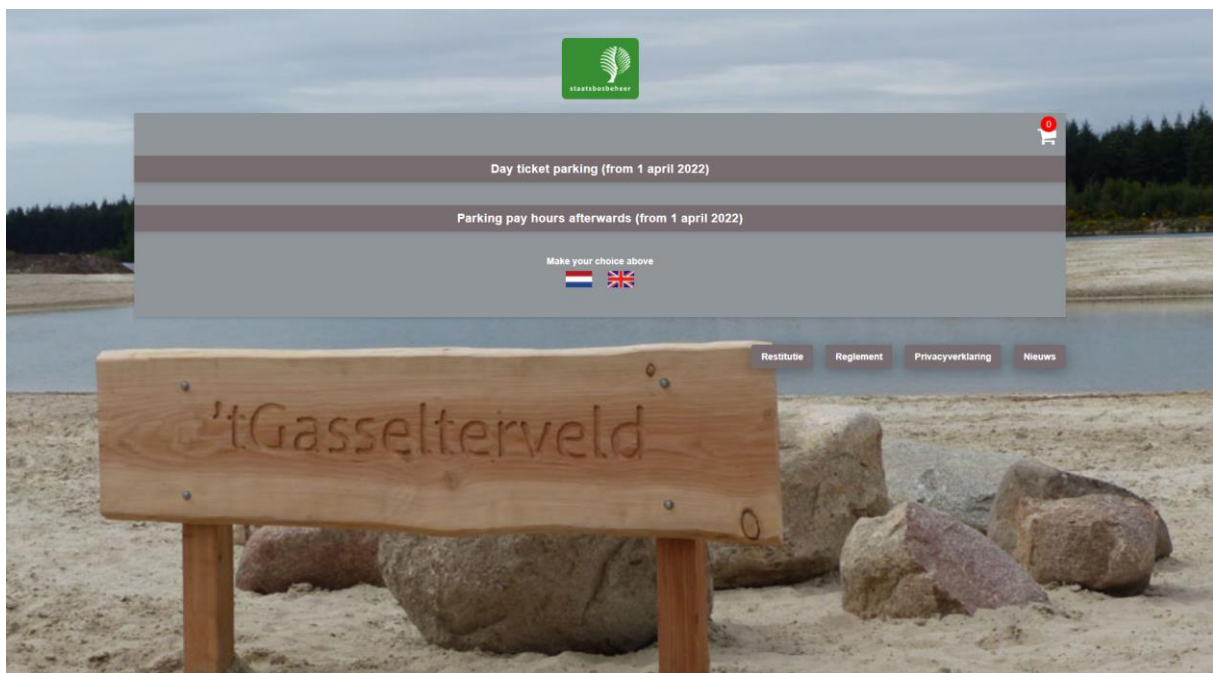 staatsbosbeheer
0
Day ticket parking (from 1 april 2022)
Parking pay hours afterwards (from 1 april 2022)
Make your choice above
Restitutie Reglement Privacyverklaring Nieuws
'tGasselterveld